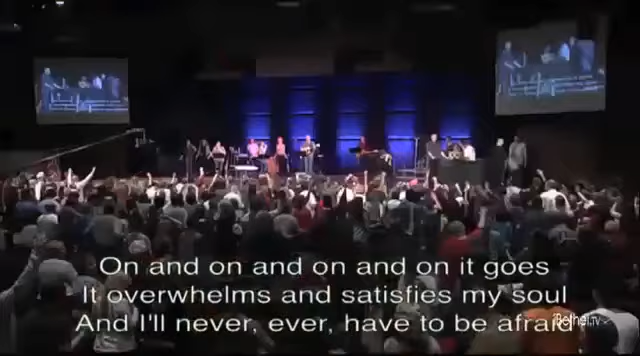 On and on and on and on it goes
It overwhelms and satisfies my soul
And I'll never, ever, have to be afraid
iBethel.TV